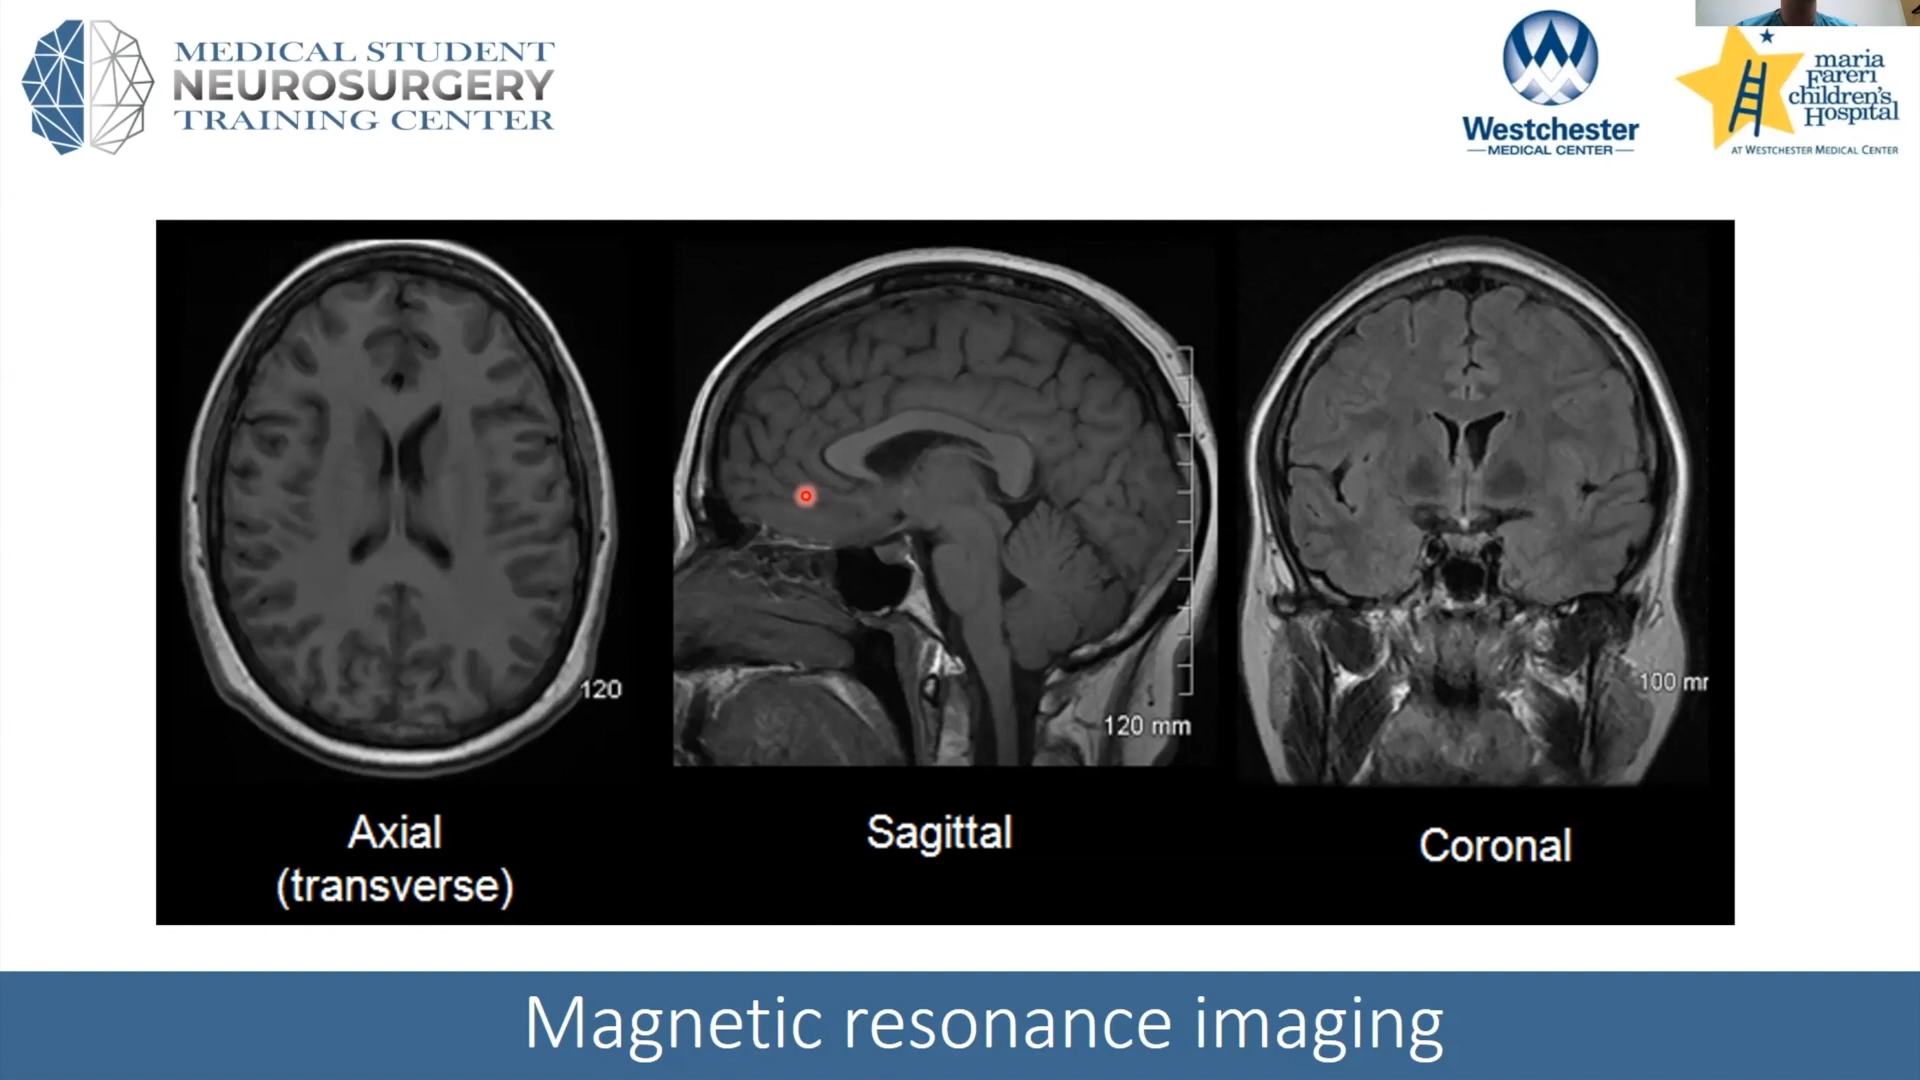 MEDICAL STUDENT
NEUROSURGERY
TRAINING CENTER
Westchester
MEDICAL CENTER
maria
Fareri
children's
Hospital
AT WESTCHESTER MEDICAL CENTER
120
120 mm
100 mr
Axial
(transverse)
Sagittal
Coronal
Magnetic resonance imaging